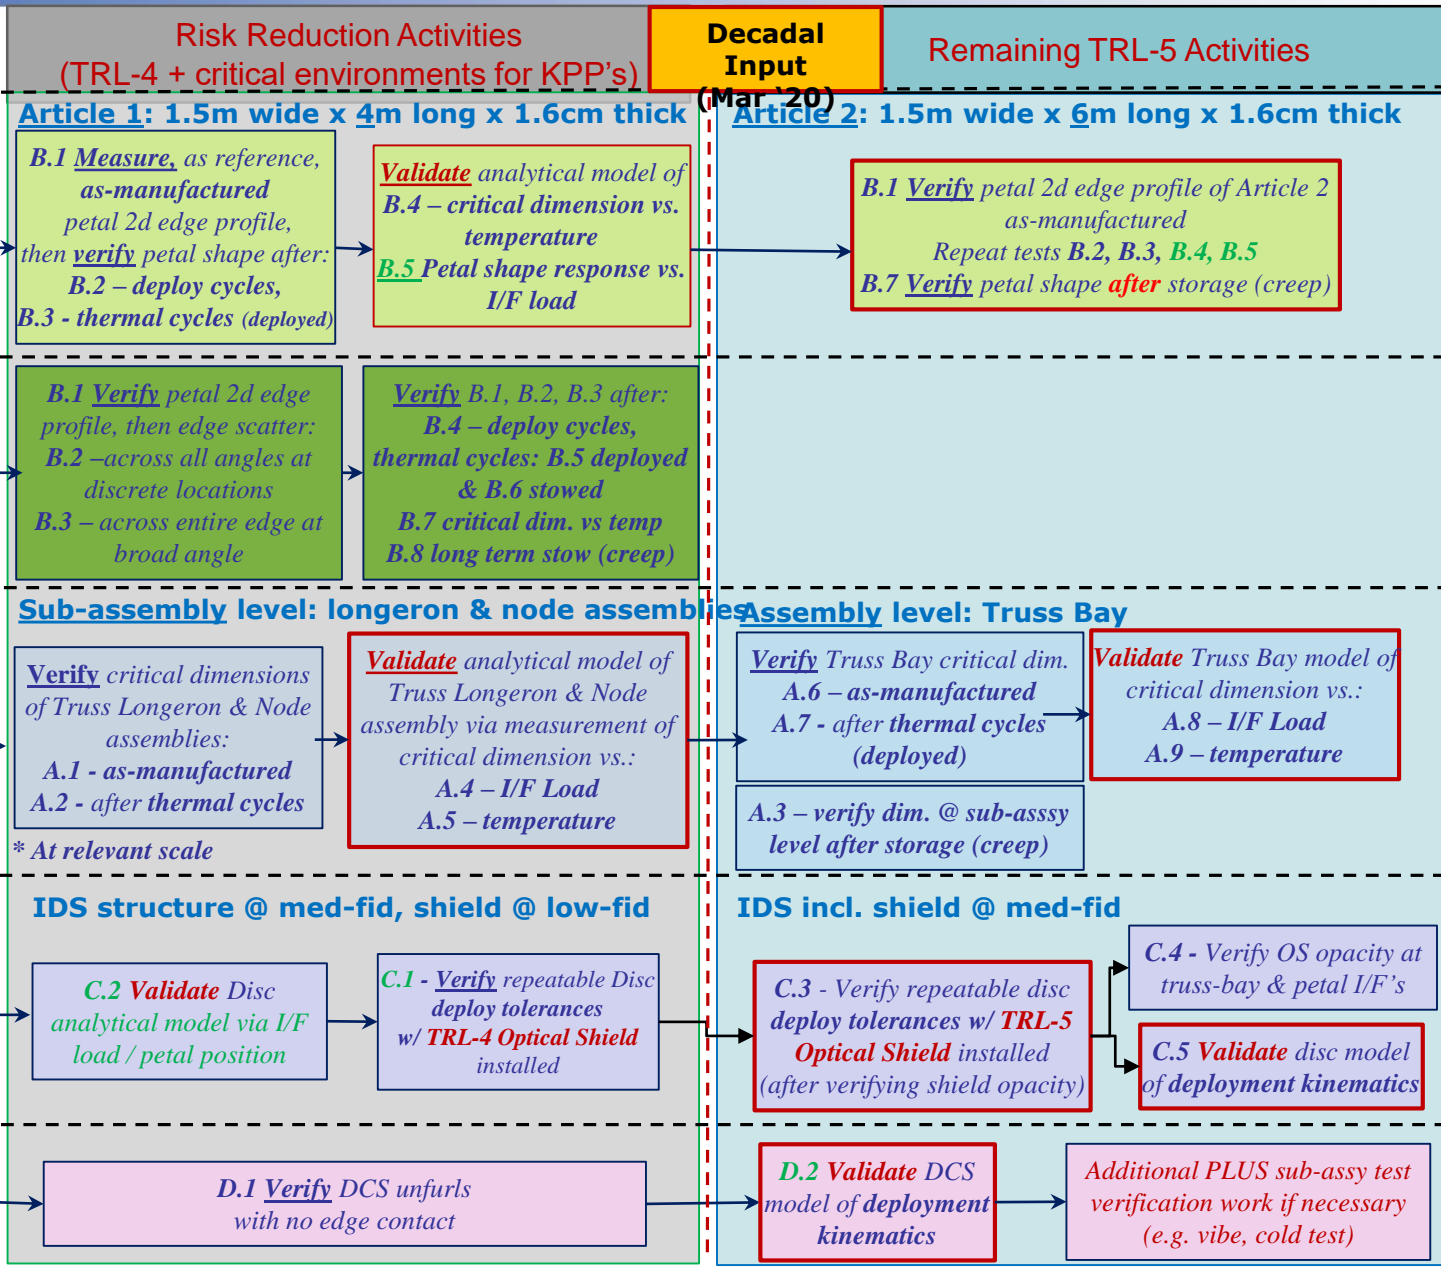 Risk Reduction Activities
(TRL-4 + critical environments for KPP's)
Decadal
Input
(Mar '20)
Remaining TRL-5 Activities
Article 1: 1.5m wide x 4m long x 1.6cm thick
Article 2: 1.5m wide x 6m long x 1.6cm thick
B.1 Measure, as reference,
as-manufactured
petal 2d edge profile,
then verify petal shape after:
B.2 – deploy cycles,
B.3 - thermal cycles (deployed)
Validate analytical model of
B.4 – critical dimension vs.
temperature
B.5 Petal shape response vs.
I/F load
B.1 Verify petal 2d edge profile of Article 2
as-manufactured
Repeat tests B.2, B.3, B.4, B.5
B.7 Verify petal shape after storage (creep)
B.1 Verify petal 2d edge
profile, then edge scatter:
B.2 –across all angles at
discrete locations
B.3 – across entire edge at
broad angle
Verify B.1, B.2, B.3 after:
B.4 – deploy cycles,
thermal cycles: B.5 deployed
& B.6 stowed
B.7 critical dim. vs temp
B.8 long term stow (creep)
Sub-assembly level: longeron & node assemblies
Assembly level: Truss Bay
Verify critical dimensions
of Truss Longeron & Node
assemblies:
A.1 - as-manufactured
A.2 - after thermal cycles
* At relevant scale
Validate analytical model of
Truss Longeron & Node
assembly via measurement of
critical dimension vs.:
A.4 – I/F Load
A.5 – temperature
Verify Truss Bay critical dim.
A.6 – as-manufactured
A.7 - after thermal cycles
(deployed)
Validate Truss Bay model of
critical dimension vs.:
A.8 – I/F Load
A.9 – temperature
A.3 – verify dim. @ sub-asssy
level after storage (creep)
IDS structure @ med-fid, shield @ low-fid
IDS incl. shield @ med-fid
C.2 Validate Disc
analytical model via I/F
load / petal position
C.1 - Verify repeatable Disc
deploy tolerances
w/ TRL-4 Optical Shield
installed
C.3 - Verify repeatable disc
deploy tolerances w/ TRL-5
Optical Shield installed
(after verifying shield opacity)
C.4 - Verify OS opacity at
truss-bay & petal I/F's
C.5 Validate disc model
of deployment kinematics
D.1 Verify DCS unfurls
with no edge contact
D.2 Validate DCS
model of deployment
kinematics
Additional PLUS sub-assy test
verification work if necessary
(e.g. vibe, cold test)